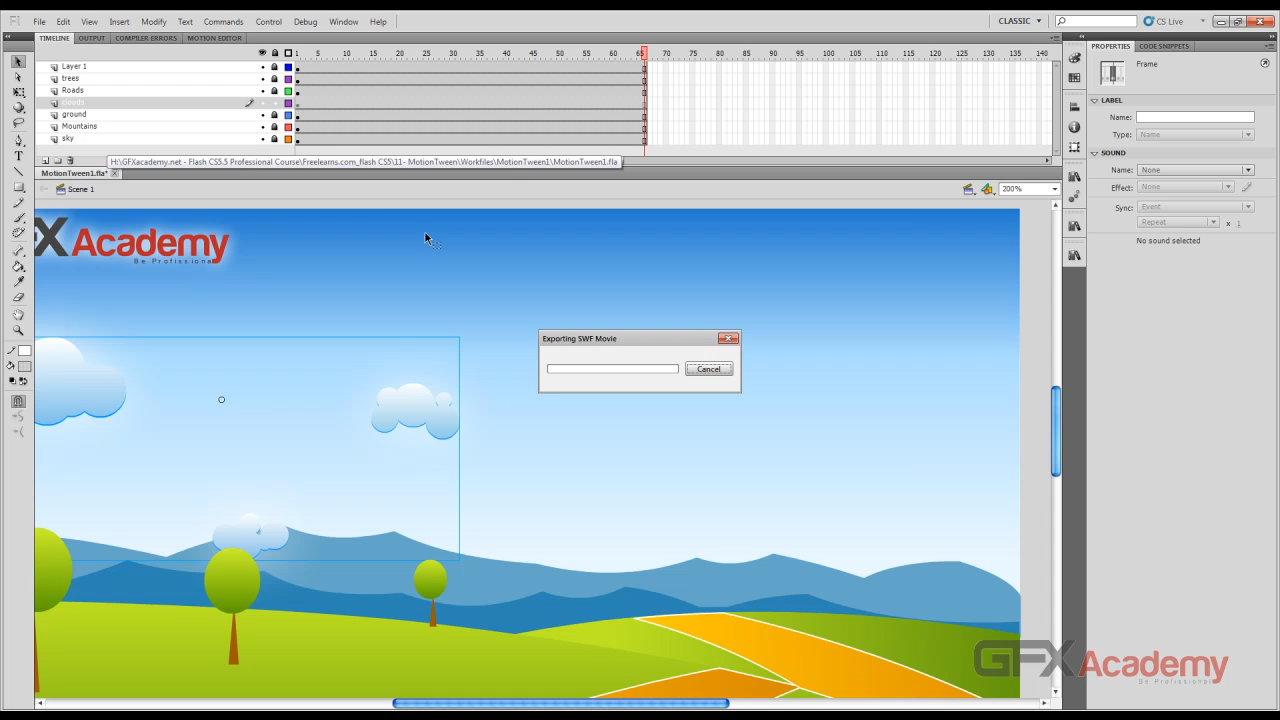 Fl File Edit View Insert Modify Text Commands Control Debug Window Help CLASSIC CS Live
TIMELINE OUTPUT COMPILER ERRORS MOTION EDITOR
1 5 10 15 20 25 30 35 40 45 50 55 60 65 70 75 80 85 90 95 100 105 110 115 120 125 130 135 140
Layer 1
trees
Roads
clouds
ground
Mountains
sky
H:\GFXacademy.net - Flash CS5.5 Professional Course\Freelearns.com_flash CS5\11- MotionTween\Workfiles\MotionTween1\MotionTween1.fla
MotionTween1.fla*
Scene 1
200%
FX Academy
Be Profissional
Exporting SWF Movie
Cancel
PROPERTIES CODE SNIPPETS
Frame
LABEL
Name:
Type: Name
SOUND
Name: None
Effect: None
Sync: Event
Repeat x 1
No sound selected
GFX Academy
Be Profissional